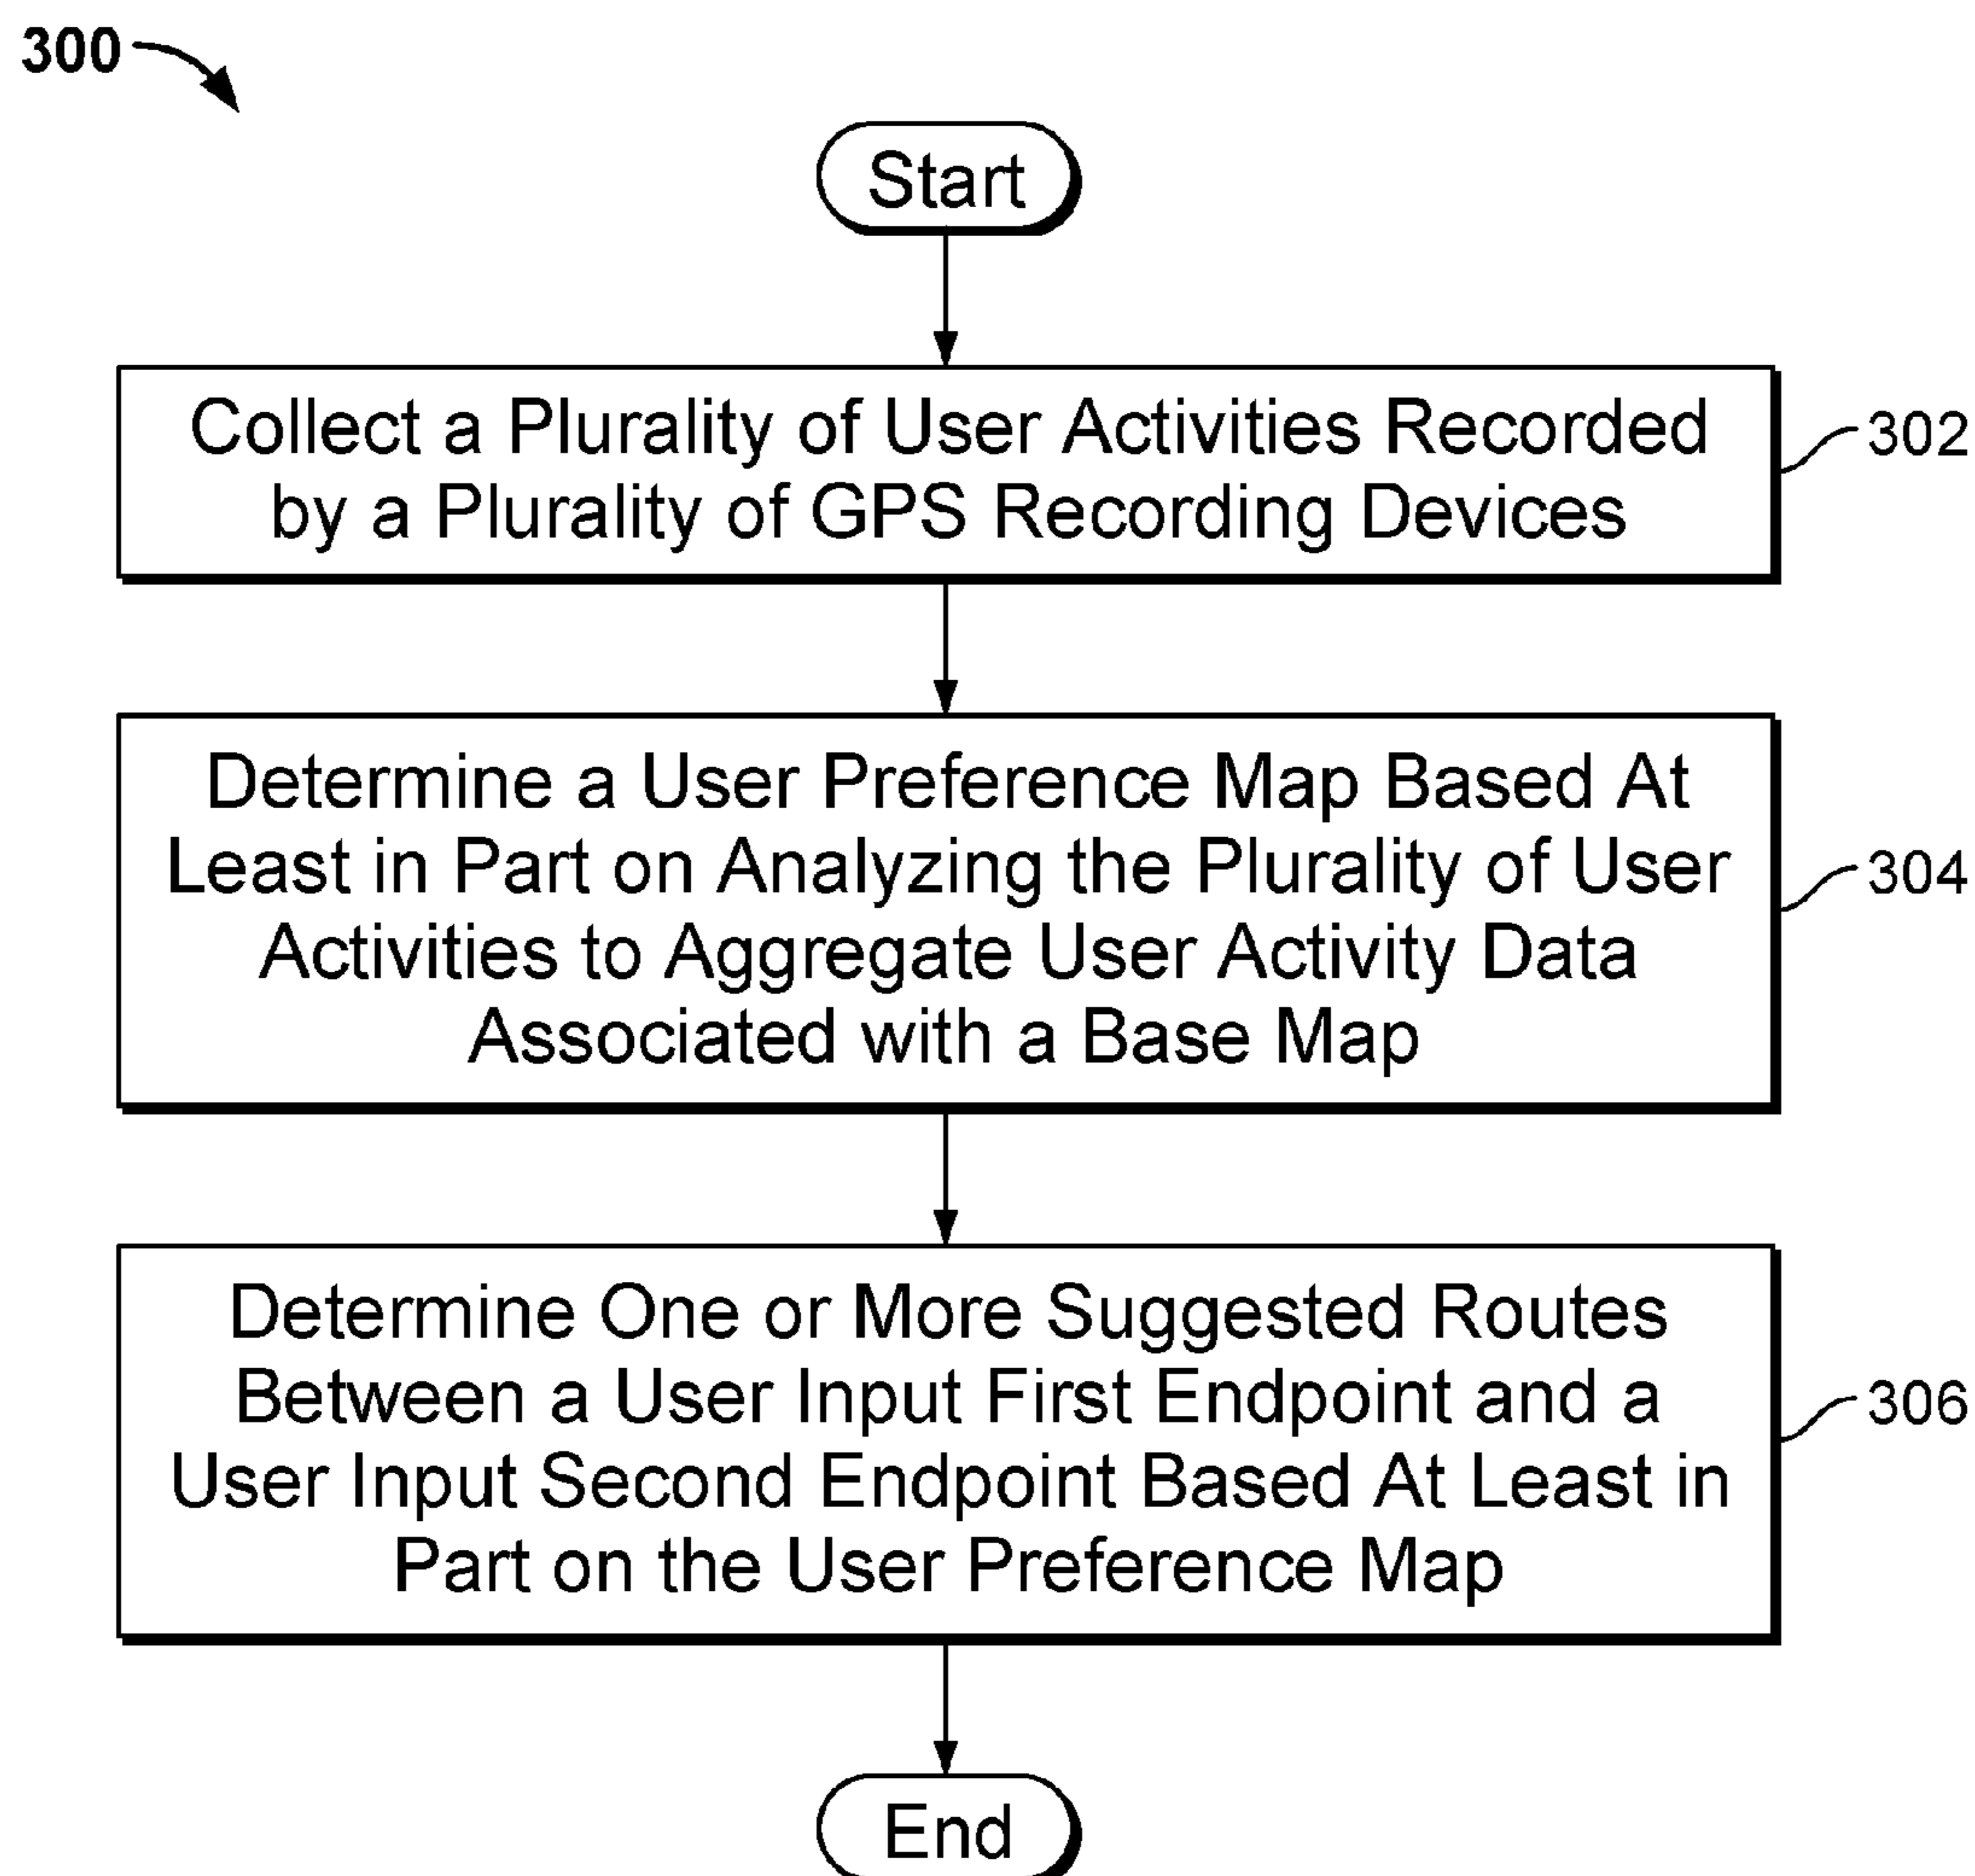 300
Start
Collect a Plurality of User Activities Recorded
by a Plurality of GPS Recording Devices
302
Determine a User Preference Map Based At
Least in Part on Analyzing the Plurality of User
Activities to Aggregate User Activity Data
Associated with a Base Map
304
Determine One or More Suggested Routes
Between a User Input First Endpoint and a
User Input Second Endpoint Based At Least in
Part on the User Preference Map
306
End